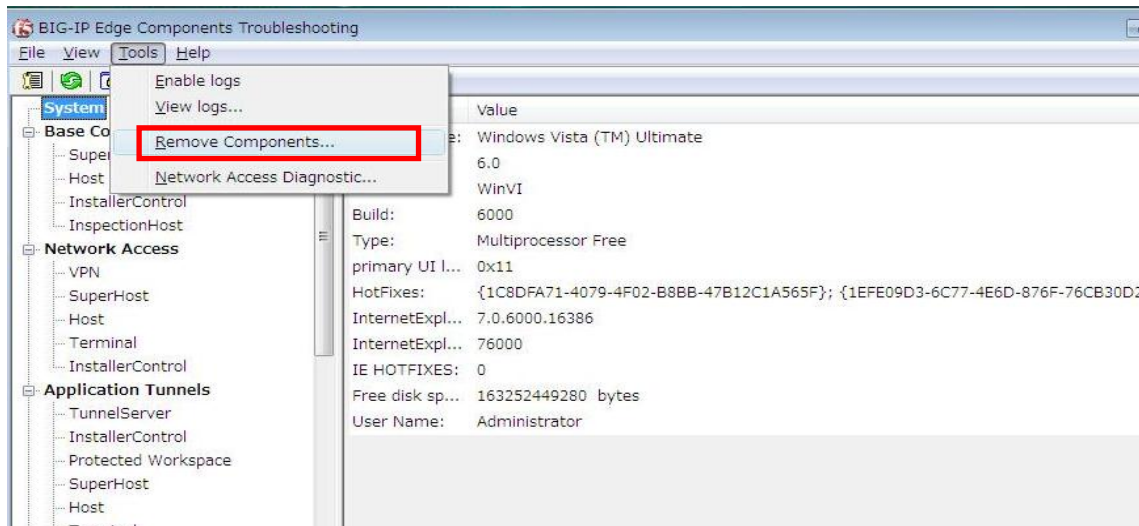 BIG-IP Edge Components Troubleshooting
File View Tools Help
Enable logs
View logs...
Remove Components...
Network Access Diagnostic...
System
Base Co
Super
Host
InstallerControl
InspectionHost
Network Access
VPN
SuperHost
Host
Terminal
InstallerControl
Application Tunnels
TunnelServer
InstallerControl
Protected Workspace
SuperHost
Host
Value
e: Windows Vista (TM) Ultimate
6.0
WinVI
Build: 6000
Type: Multiprocessor Free
primary UI l... 0x11
HotFixes: {1C8DFA71-4079-4F02-B8BB-47B12C1A565F}; {1EFE09D3-6C77-4E6D-876F-76CB30D2
InternetExpl... 7.0.6000.16386
InternetExpl... 76000
IE HOTFIXES: 0
Free disk sp... 163252449280 bytes
User Name: Administrator